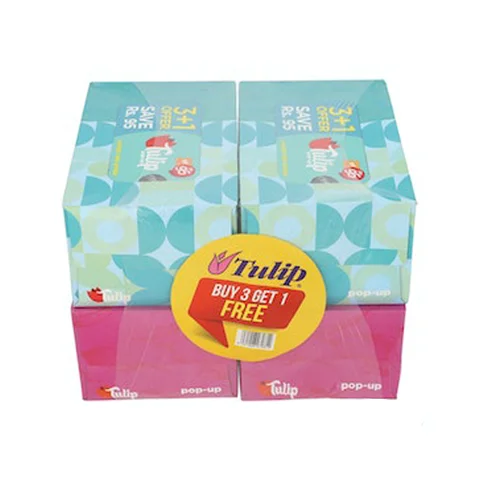 3+1
OFFER
SAVE
Rs. 95
Tulip
3+1
OFFER
SAVE
Rs. 95
Tulip
Tulip
pop-up
Tulip®
BUY 3 GET 1
FREE
Tulip
pop-up
Tulip
pop-up